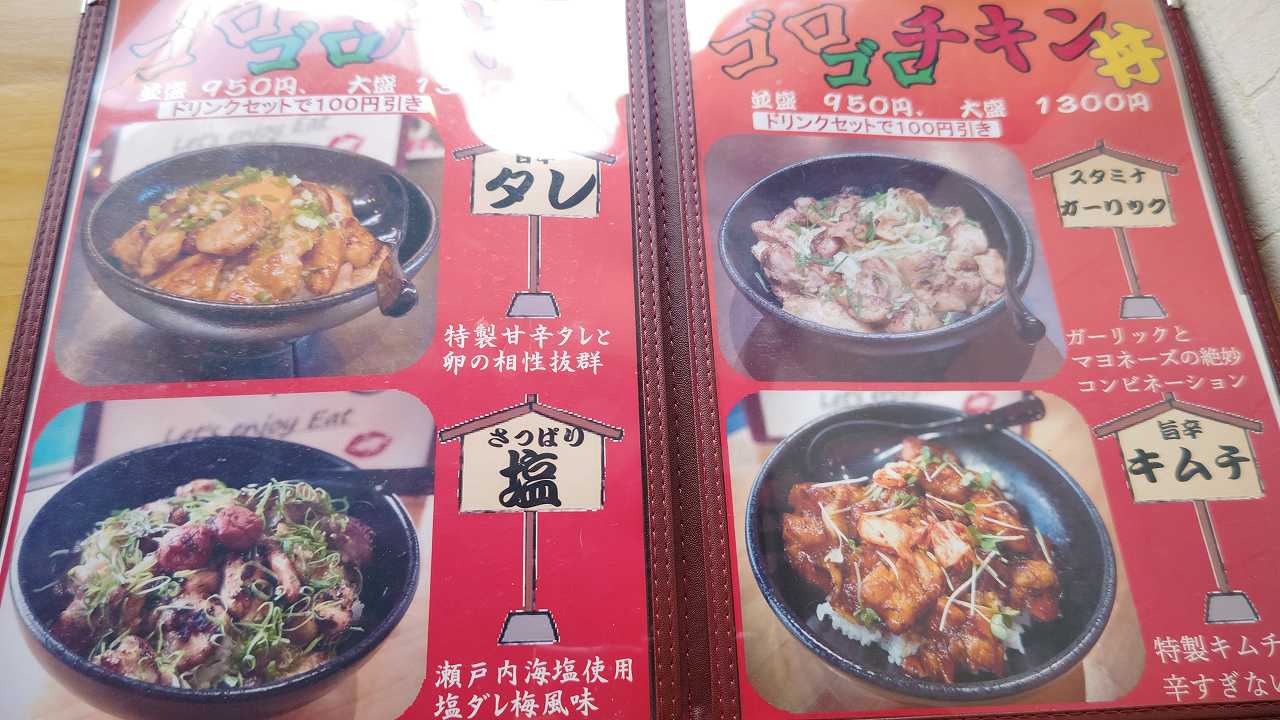 ゴロゴロ
並盛 950円、 大盛
ドリンクセットで100円引き
Let's enjoy Eat
タレ
特製甘辛タレと
卵の相性抜群
Let's enjoy Eat
さっぱり
塩
瀬戸内海塩使用
塩ダレ梅風味
ゴロゴロチキン丼
並盛 950円、 大盛 1300円
ドリンクセットで100円引き
スタミナ
ガーリック
ガーリックと
マヨネーズの絶妙
コンビネーション
旨辛
キムチ
特製キムチ
辛すぎない